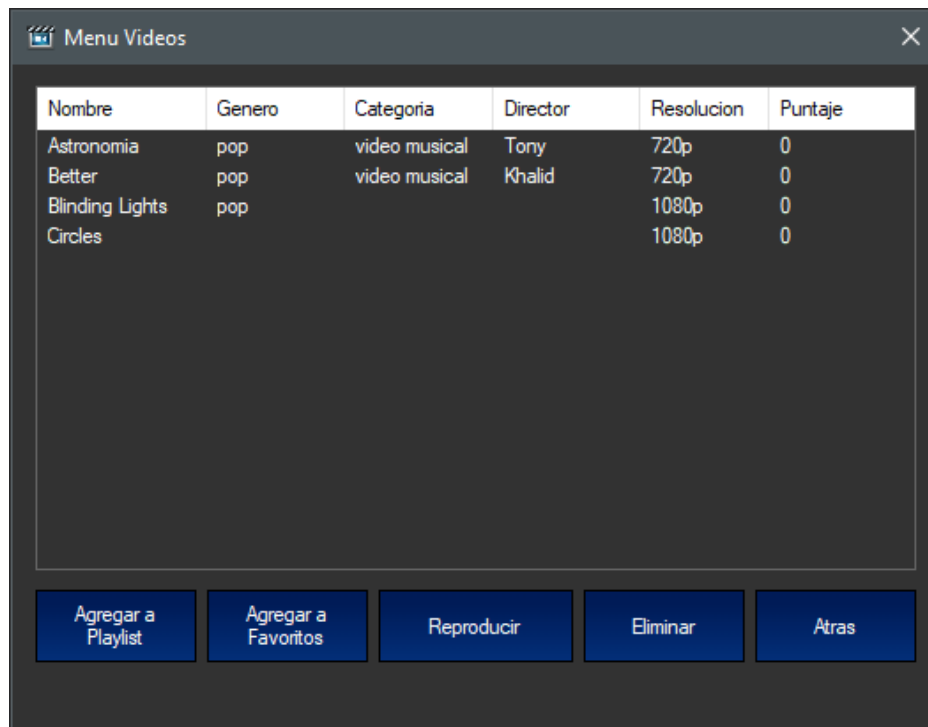 Menu Videos
Nombre Genero Categoria Director Resolucion Puntaje
Astronomia pop video musical Tony 720p 0
Better pop video musical Khalid 720p 0
Blinding Lights pop 1080p 0
Circles 1080p 0
Agregar a Playlist Agregar a Favoritos Reproducir Eliminar Atras